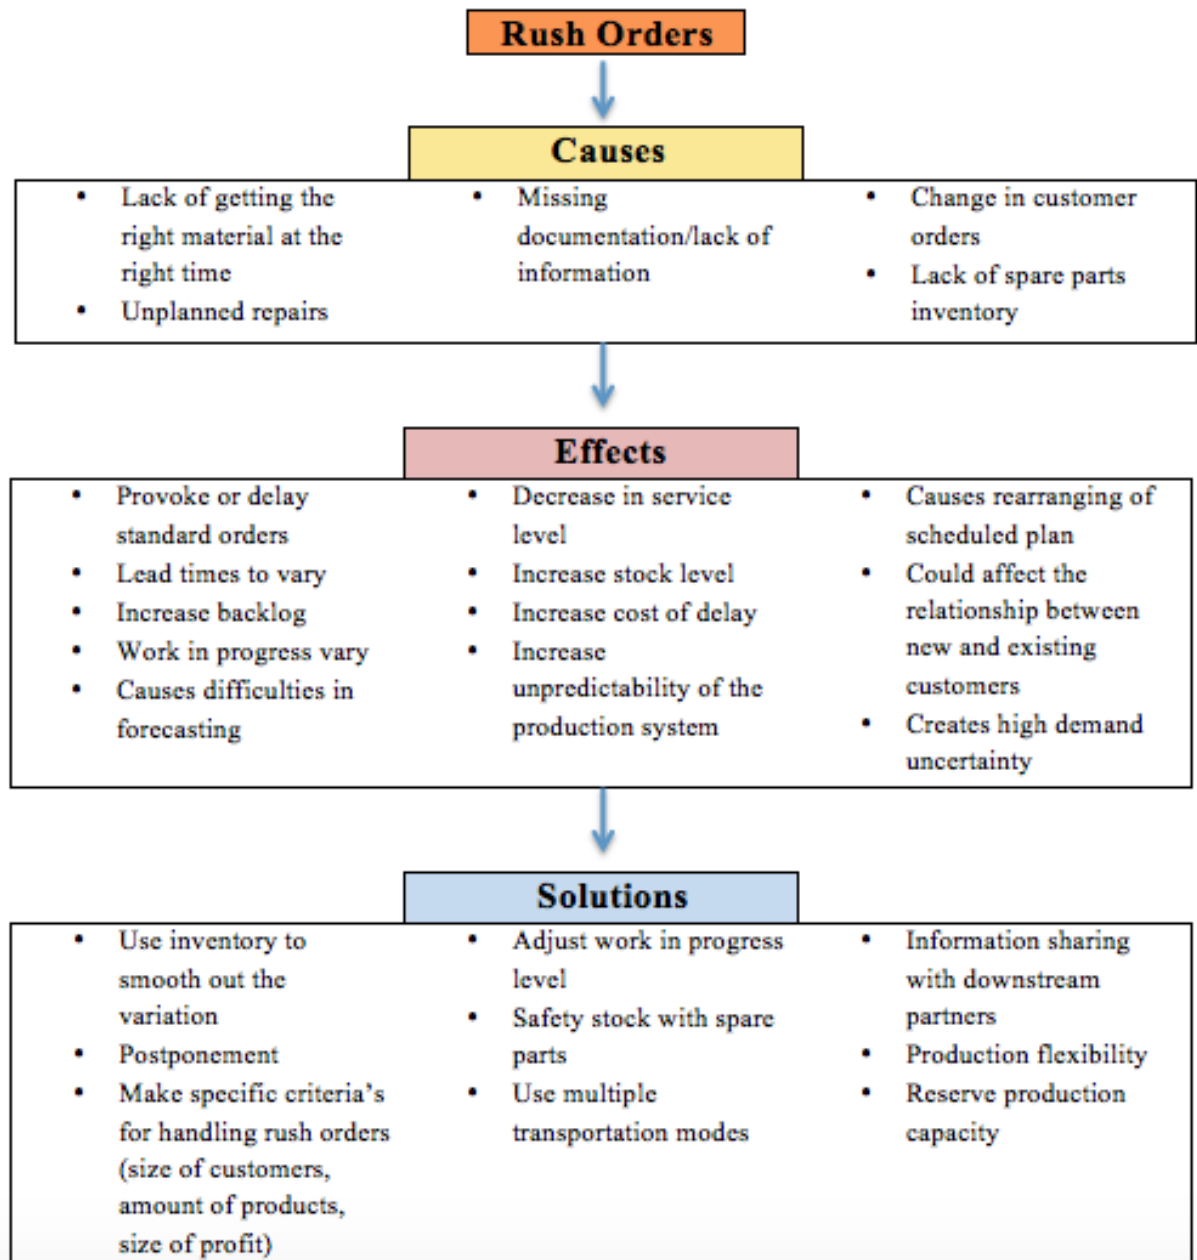 Rush Orders
Causes
• Lack of getting the
right material at the
right time
• Unplanned repairs
• Missing
documentation/lack of
information
• Change in customer
orders
• Lack of spare parts
inventory
Effects
• Provoke or delay
standard orders
• Lead times to vary
• Increase backlog
• Work in progress vary
• Causes difficulties in
forecasting
• Decrease in service
level
• Increase stock level
• Increase cost of delay
• Increase
unpredictability of the
production system
• Causes rearranging of
scheduled plan
• Could affect the
relationship between
new and existing
customers
• Creates high demand
uncertainty
Solutions
• Use inventory to
smooth out the
variation
• Postponement
• Make specific criteria's
for handling rush orders
(size of customers,
amount of products,
size of profit)
• Adjust work in progress
level
• Safety stock with spare
parts
• Use multiple
transportation modes
• Information sharing
with downstream
partners
• Production flexibility
• Reserve production
capacity